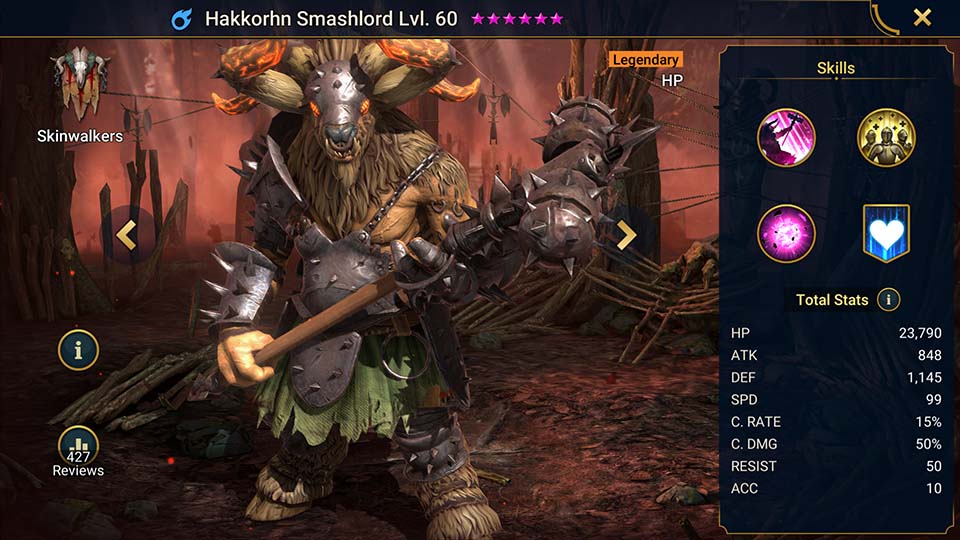 Hakkorhn Smashlord Lvl. 60
Legendary
HP
Skinwalkers
427
Reviews
Skills
Total Stats
HP 23,790
ATK 848
DEF 1,145
SPD 99
C. RATE 15%
C. DMG 50%
RESIST 50
ACC 10